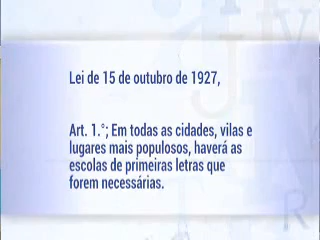 Lei de 15 de outubro de 1927,
Art. 1.°; Em todas as cidades, vilas e
lugares mais populosos, haverá as
escolas de primeiras letras que
forem necessárias.